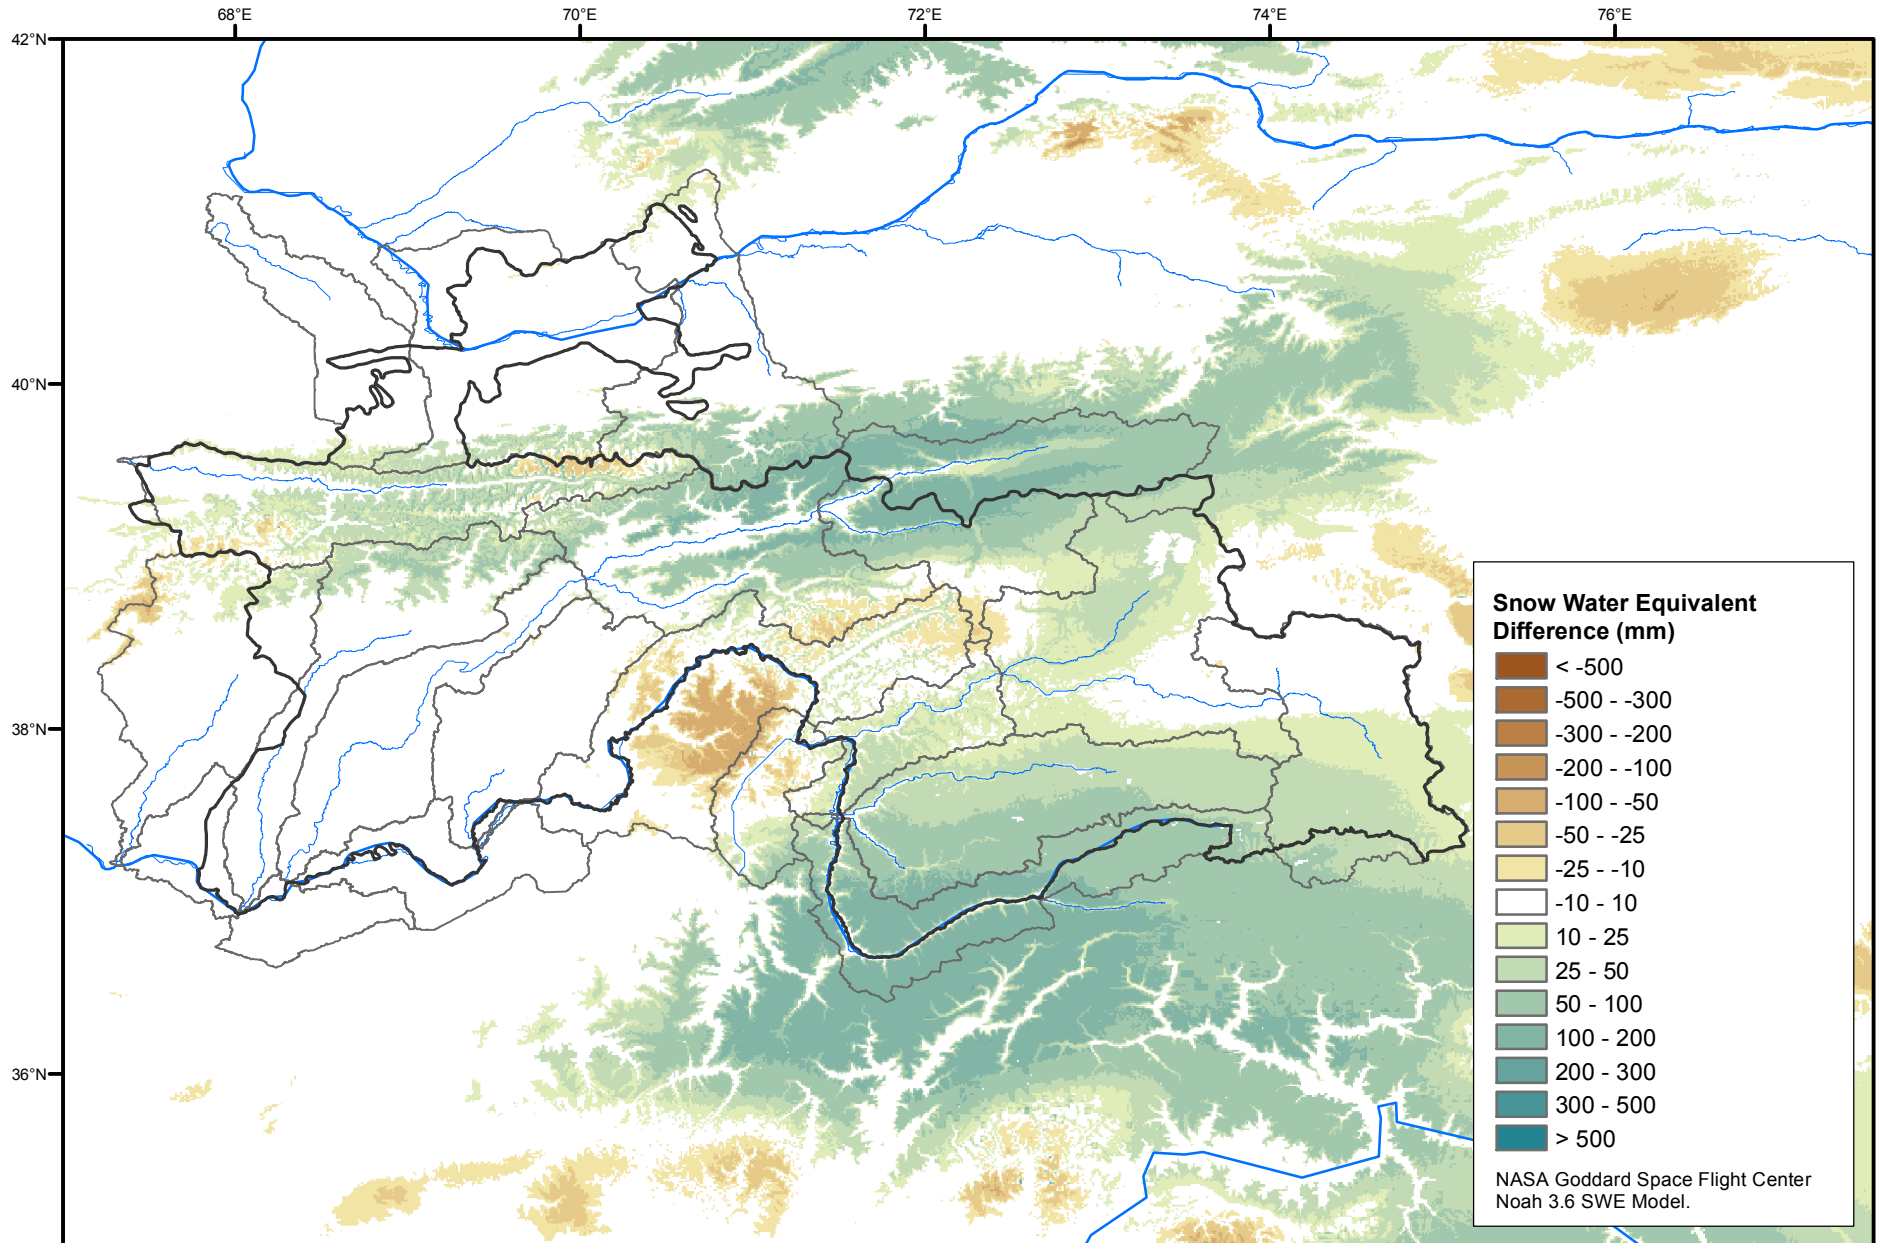 68°E 70°E 72°E 74°E 76°E
42°N
40°N
38°N
36°N
Snow Water Equivalent
Difference (mm)
< -500
-500 - -300
-300 - -200
-200 - -100
-100 - -50
-50 - -25
-25 - -10
-10 - 10
10 - 25
25 - 50
50 - 100
100 - 200
200 - 300
300 - 500
> 500
NASA Goddard Space Flight Center
Noah 3.6 SWE Model.